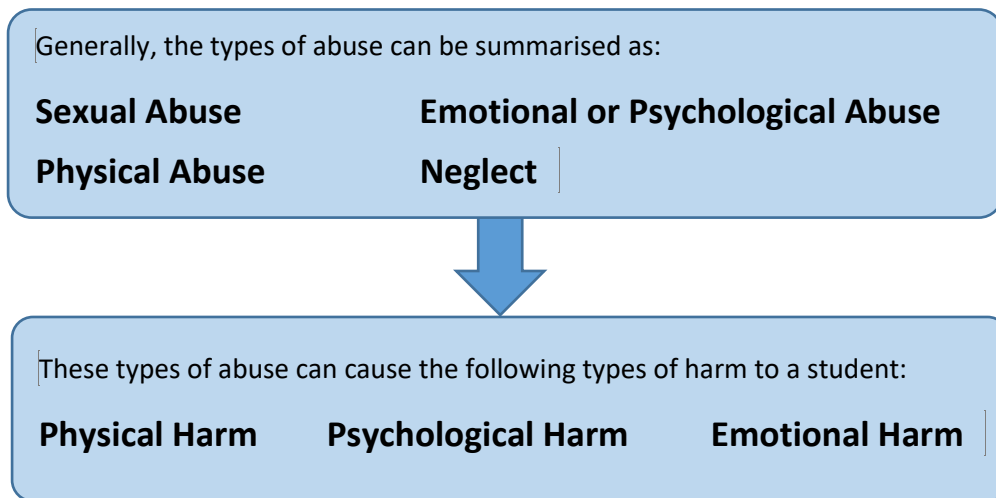 Generally, the types of abuse can be summarised as:
Sexual Abuse Emotional or Psychological Abuse
Physical Abuse Neglect
These types of abuse can cause the following types of harm to a student:
Physical Harm Psychological Harm Emotional Harm